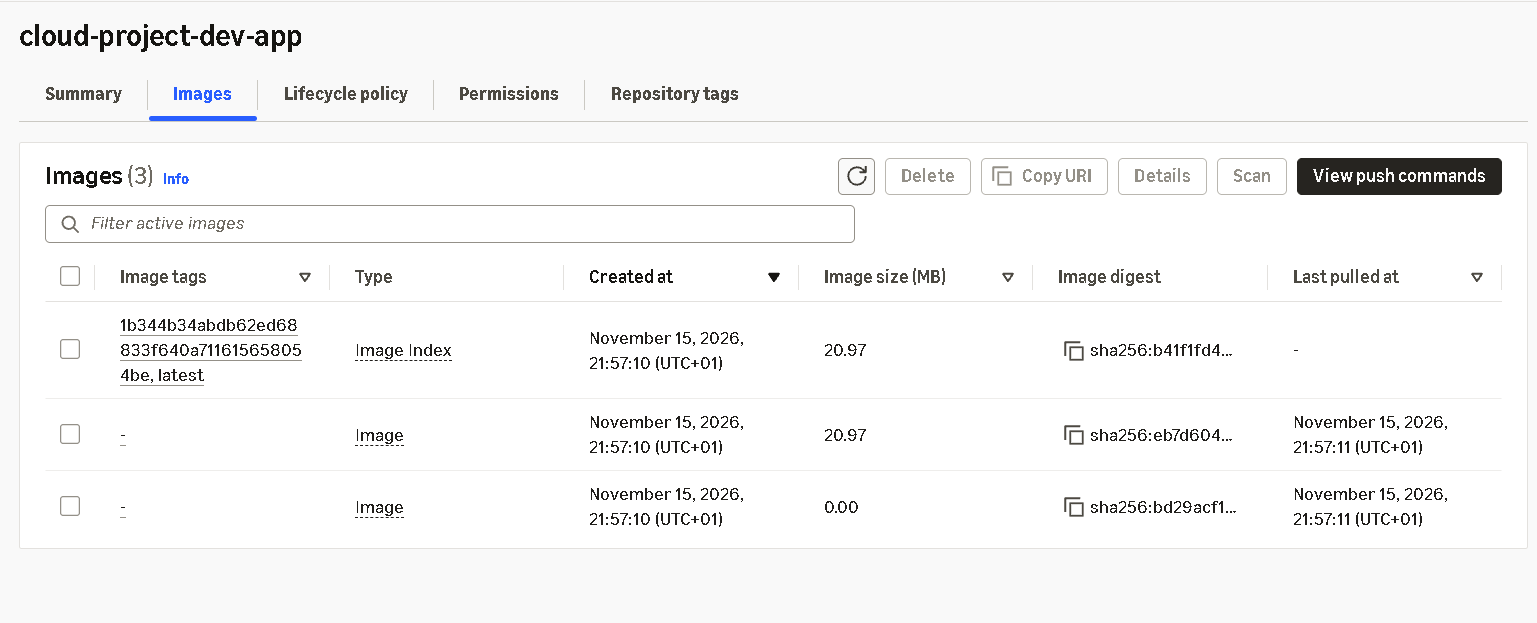 cloud-project-dev-app
Summary Images Lifecycle policy Permissions Repository tags
Images (3) Info Delete Copy URI Details Scan View push commands
Filter active images
Image tags Type Created at Image size (MB) Image digest Last pulled at
1b344b34abdb62ed68
833f640a71161565805
4be, latest
Image Index
November 15, 2026,
21:57:10 (UTC+01)
20.97
sha256:b41f1fd4...
-
-
Image
November 15, 2026,
21:57:10 (UTC+01)
20.97
sha256:eb7d604...
November 15, 2026,
21:57:11 (UTC+01)
-
Image
November 15, 2026,
21:57:10 (UTC+01)
0.00
sha256:bd29acf1...
November 15, 2026,
21:57:11 (UTC+01)